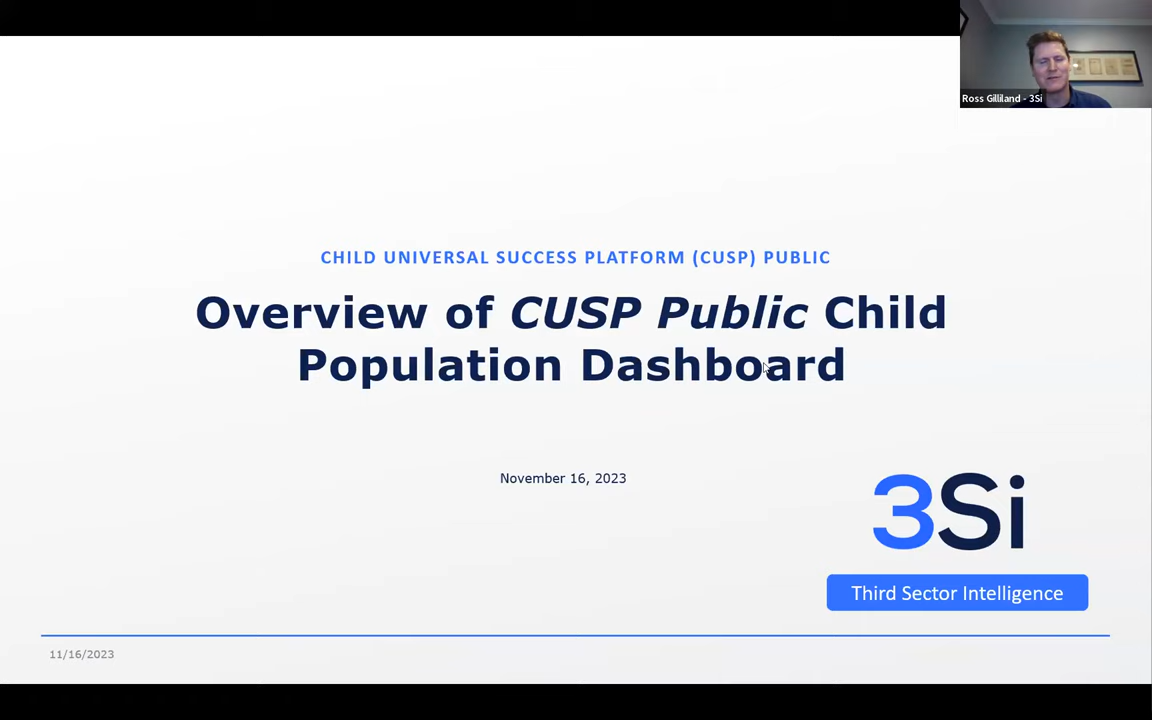 Ross Gilliland - 3Si
CHILD UNIVERSAL SUCCESS PLATFORM (CUSP) PUBLIC
Overview of CUSP Public Child
Population Dashboard
November 16, 2023
3Si
Third Sector Intelligence
11/16/2023